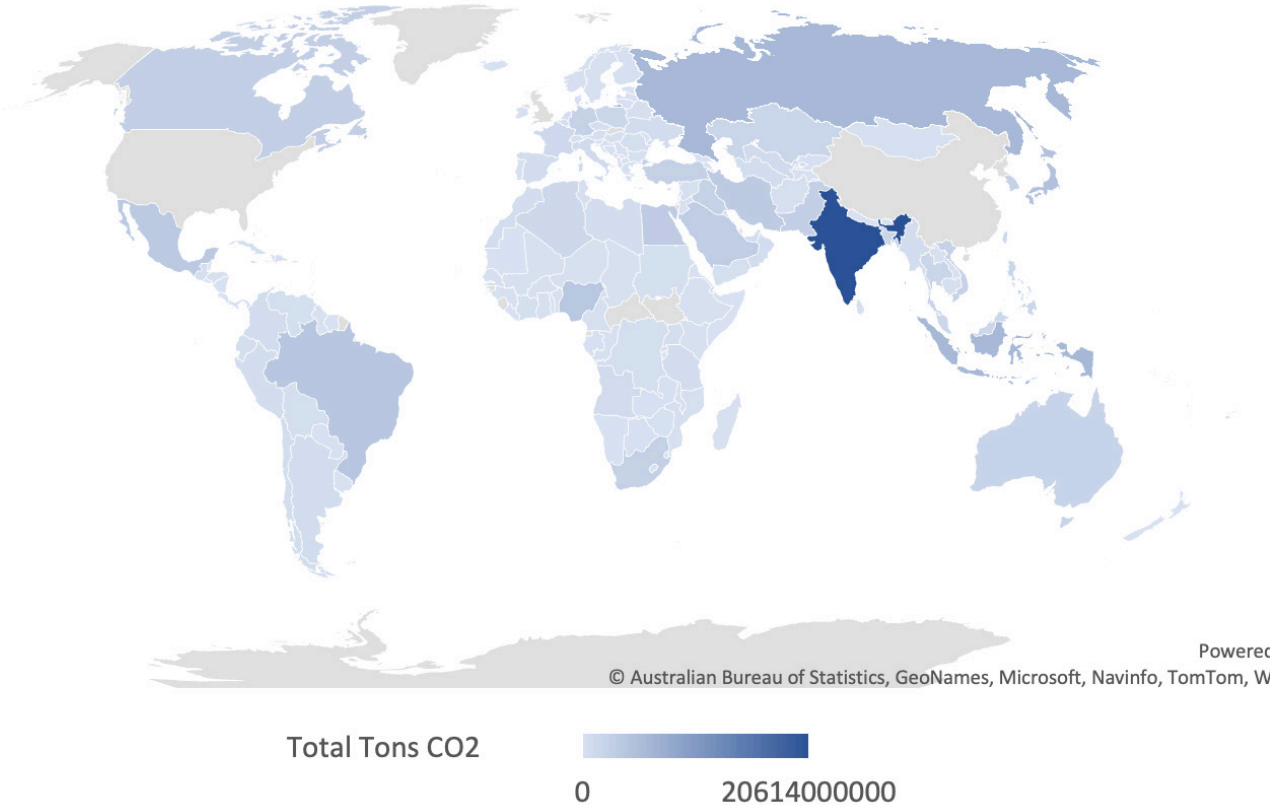 Powered
© Australian Bureau of Statistics, GeoNames, Microsoft, Navinfo, TomTom, W
Total Tons CO2
0 20614000000